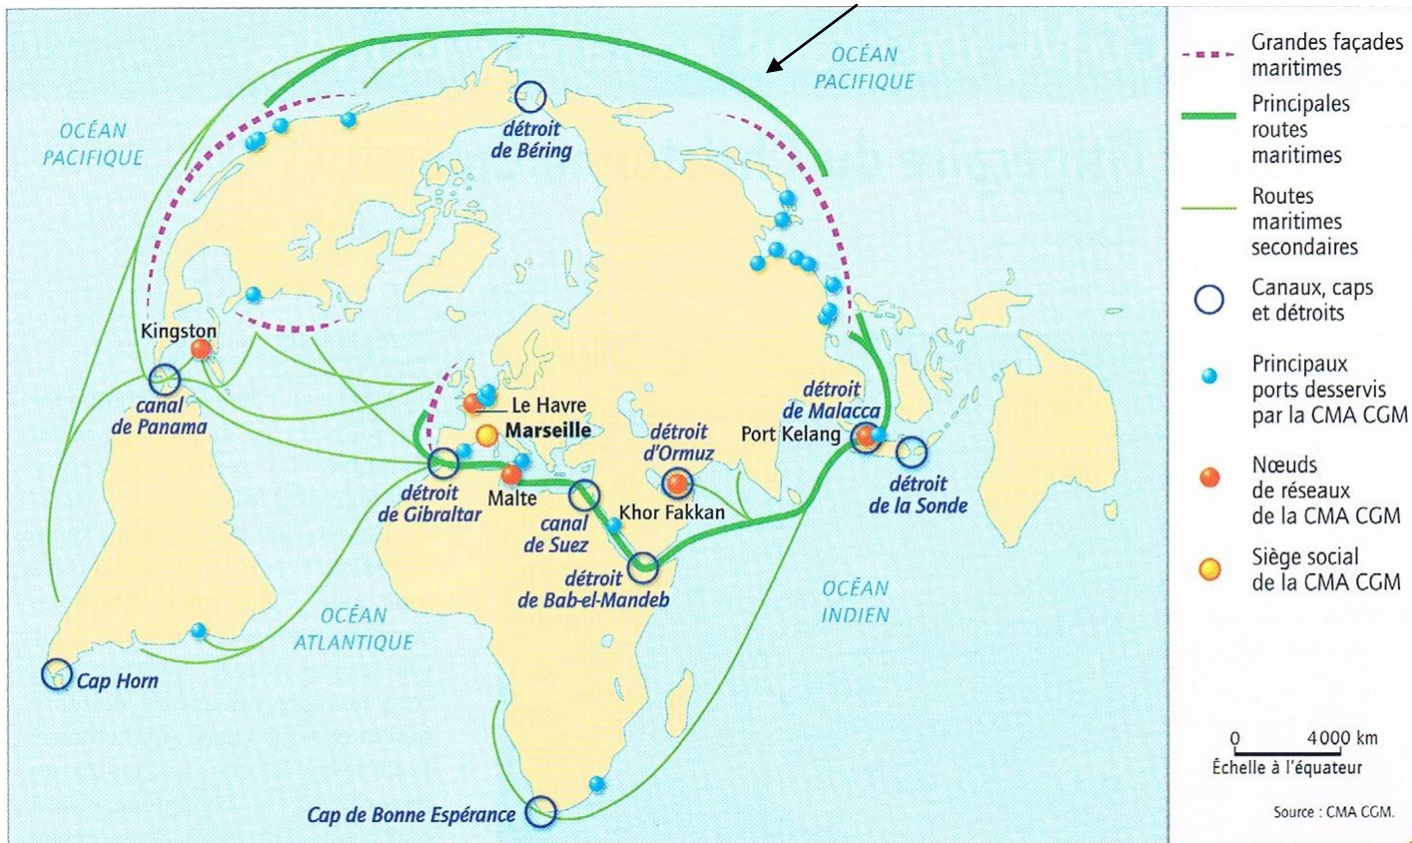 OCÉAN
PACIFIQUE
OCÉAN
PACIFIQUE
détroit
de Béring
Kingston
canal
de Panama
Le Havre
Marseille
détroit
de Gibraltar
Malte
canal
de Suez
détroit
d'Ormuz
Khor Fakkan
détroit
de Bab-el-Mandeb
détroit
de Malacca
Port Kelang
détroit
de la Sonde
OCÉAN
ATLANTIQUE
OCÉAN
INDIEN
Cap Horn
Cap de Bonne Espérance
Grandes façades
maritimes
Principales
routes
maritimes
Routes
maritimes
secondaires
Canaux, caps
et détroits
Principaux
ports desservis
par la CMA CGM
Nœuds
de réseaux
de la CMA CGM
Siège social
de la CMA CGM
0 4 000 km
Échelle à l'équateur
Source : CMA CGM.